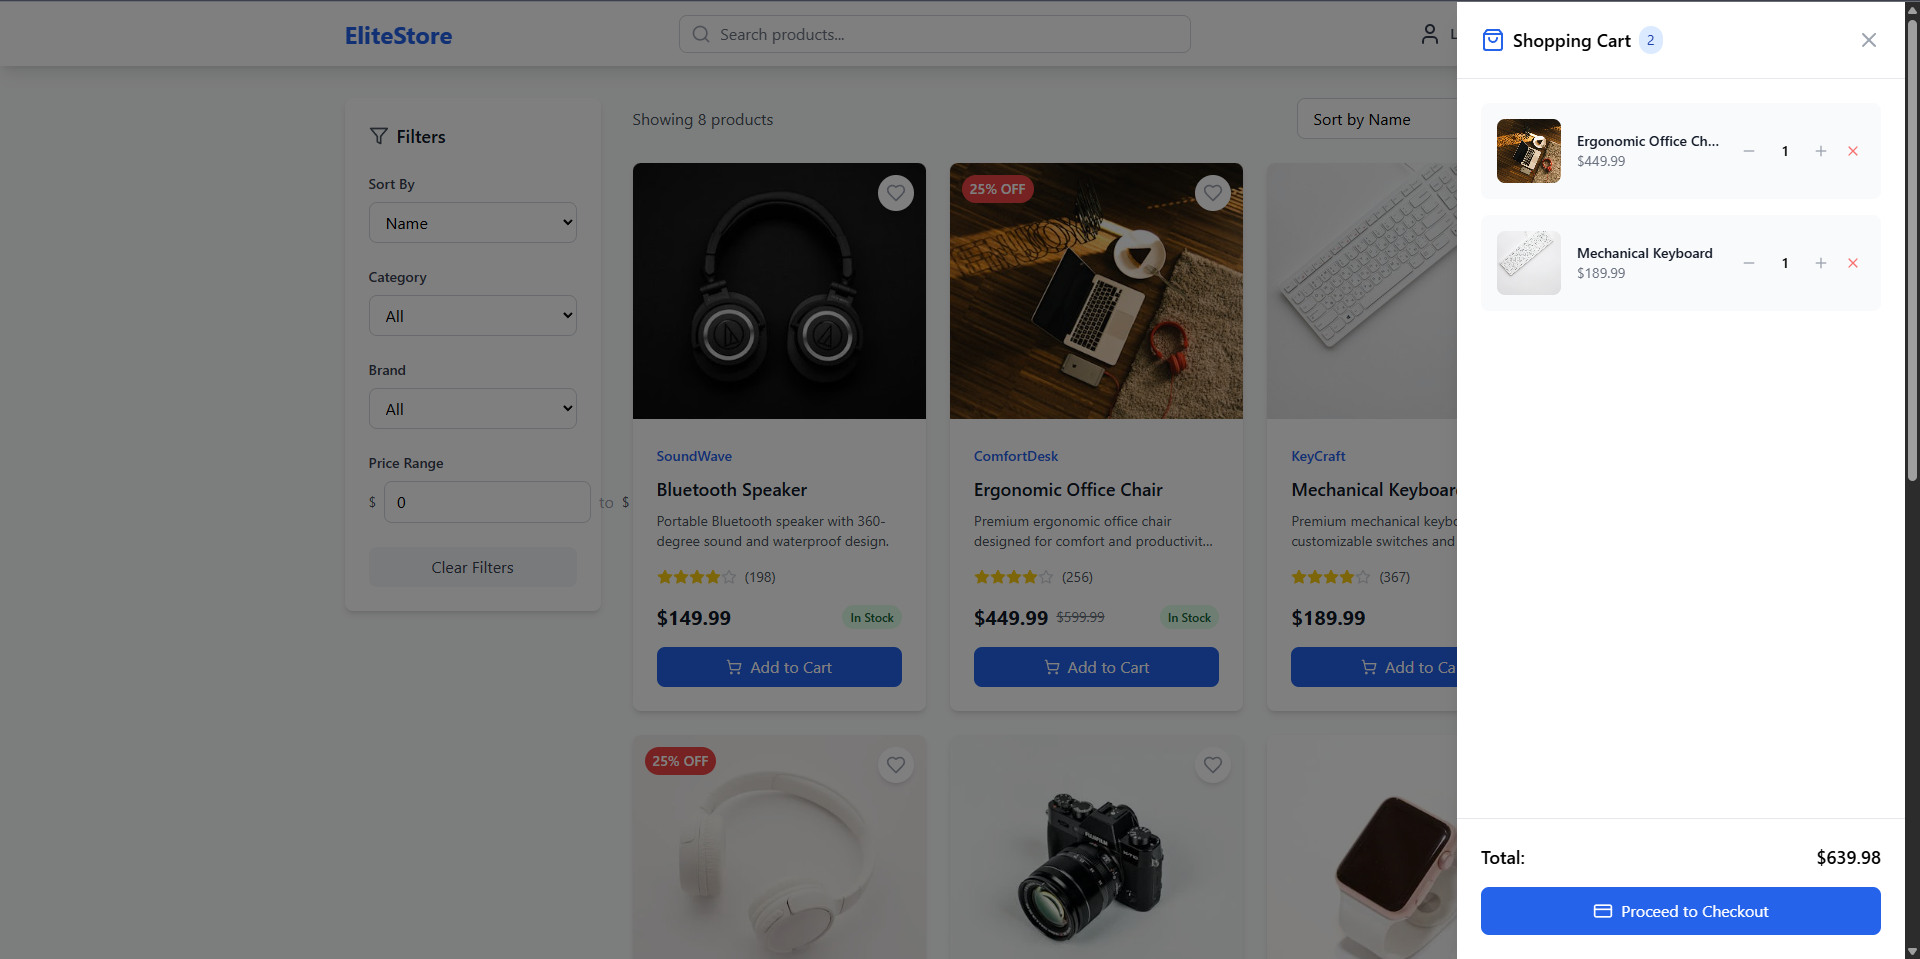 EliteStore
Search products...
L
Shopping Cart 2
Filters
Sort By
Name
Category
All
Brand
All
Price Range
$ 0 to $
Clear Filters
Showing 8 products
Sort by Name
SoundWave
Bluetooth Speaker
Portable Bluetooth speaker with 360-
degree sound and waterproof design.
(198)
$149.99 In Stock
Add to Cart
25% OFF
ComfortDesk
Ergonomic Office Chair
Premium ergonomic office chair
designed for comfort and productivit...
(256)
$449.99 $599.99 In Stock
Add to Cart
KeyCraft
Mechanical Keyboar
Premium mechanical keybo
customizable switches and
(367)
$189.99
Add to Ca
25% OFF
FUJIFILM
Ergonomic Office Ch...
$449.99
1
Mechanical Keyboard
$189.99
1
Total: $639.98
Proceed to Checkout